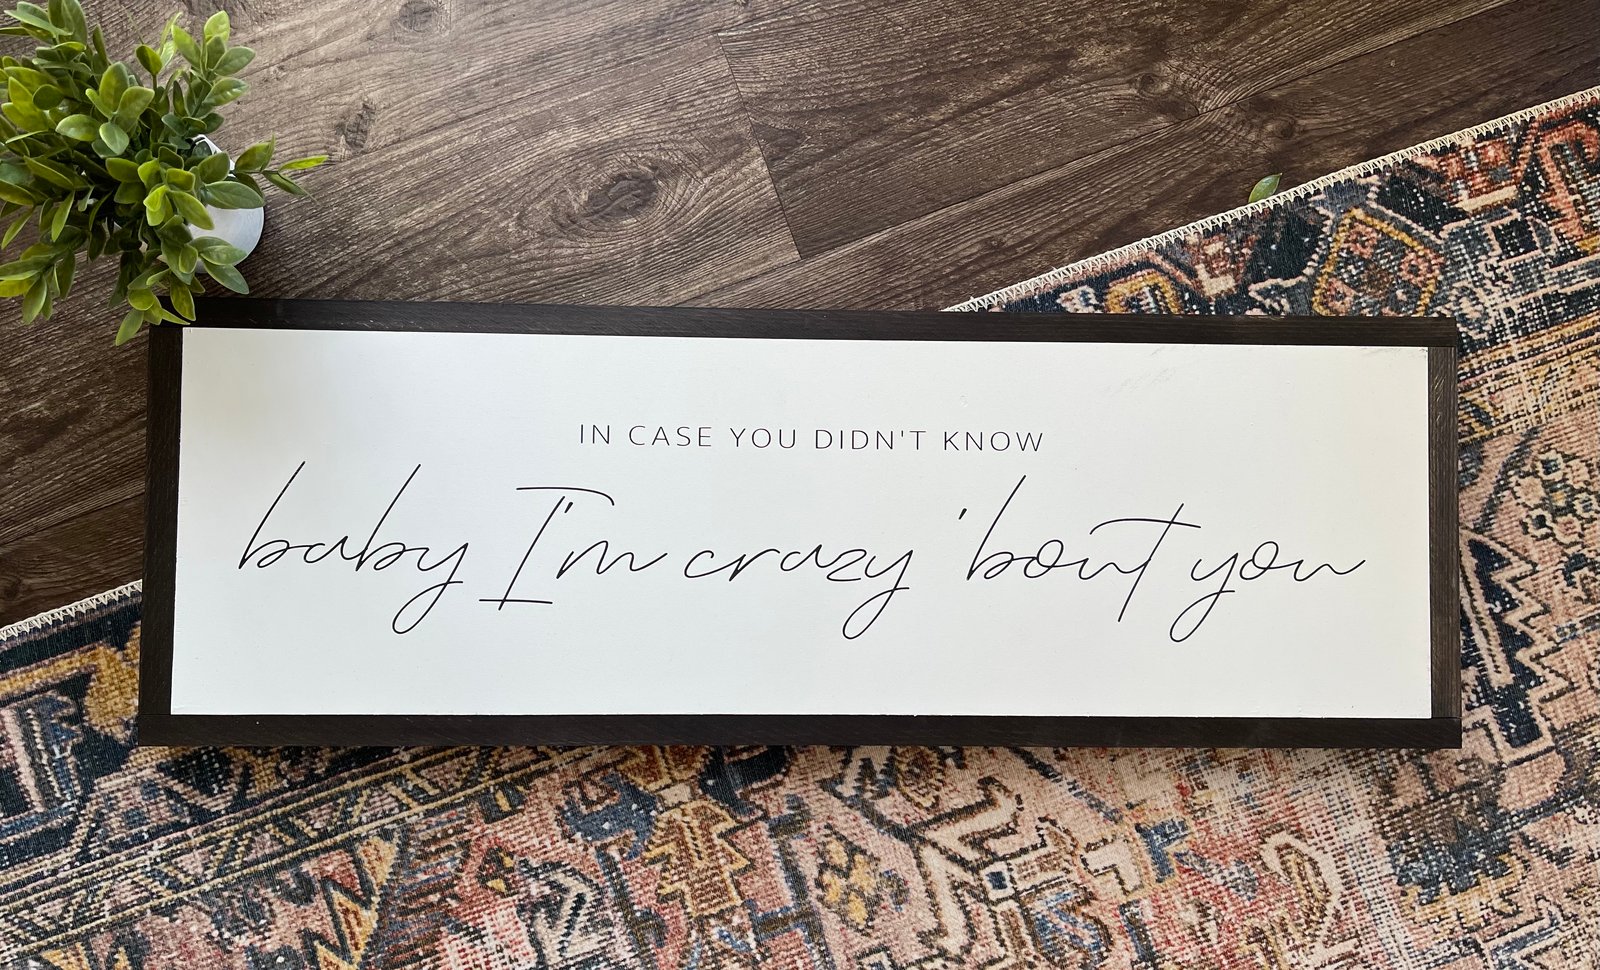 IN CASE YOU DIDN'T KNOW
baby I'm crazy 'bout you